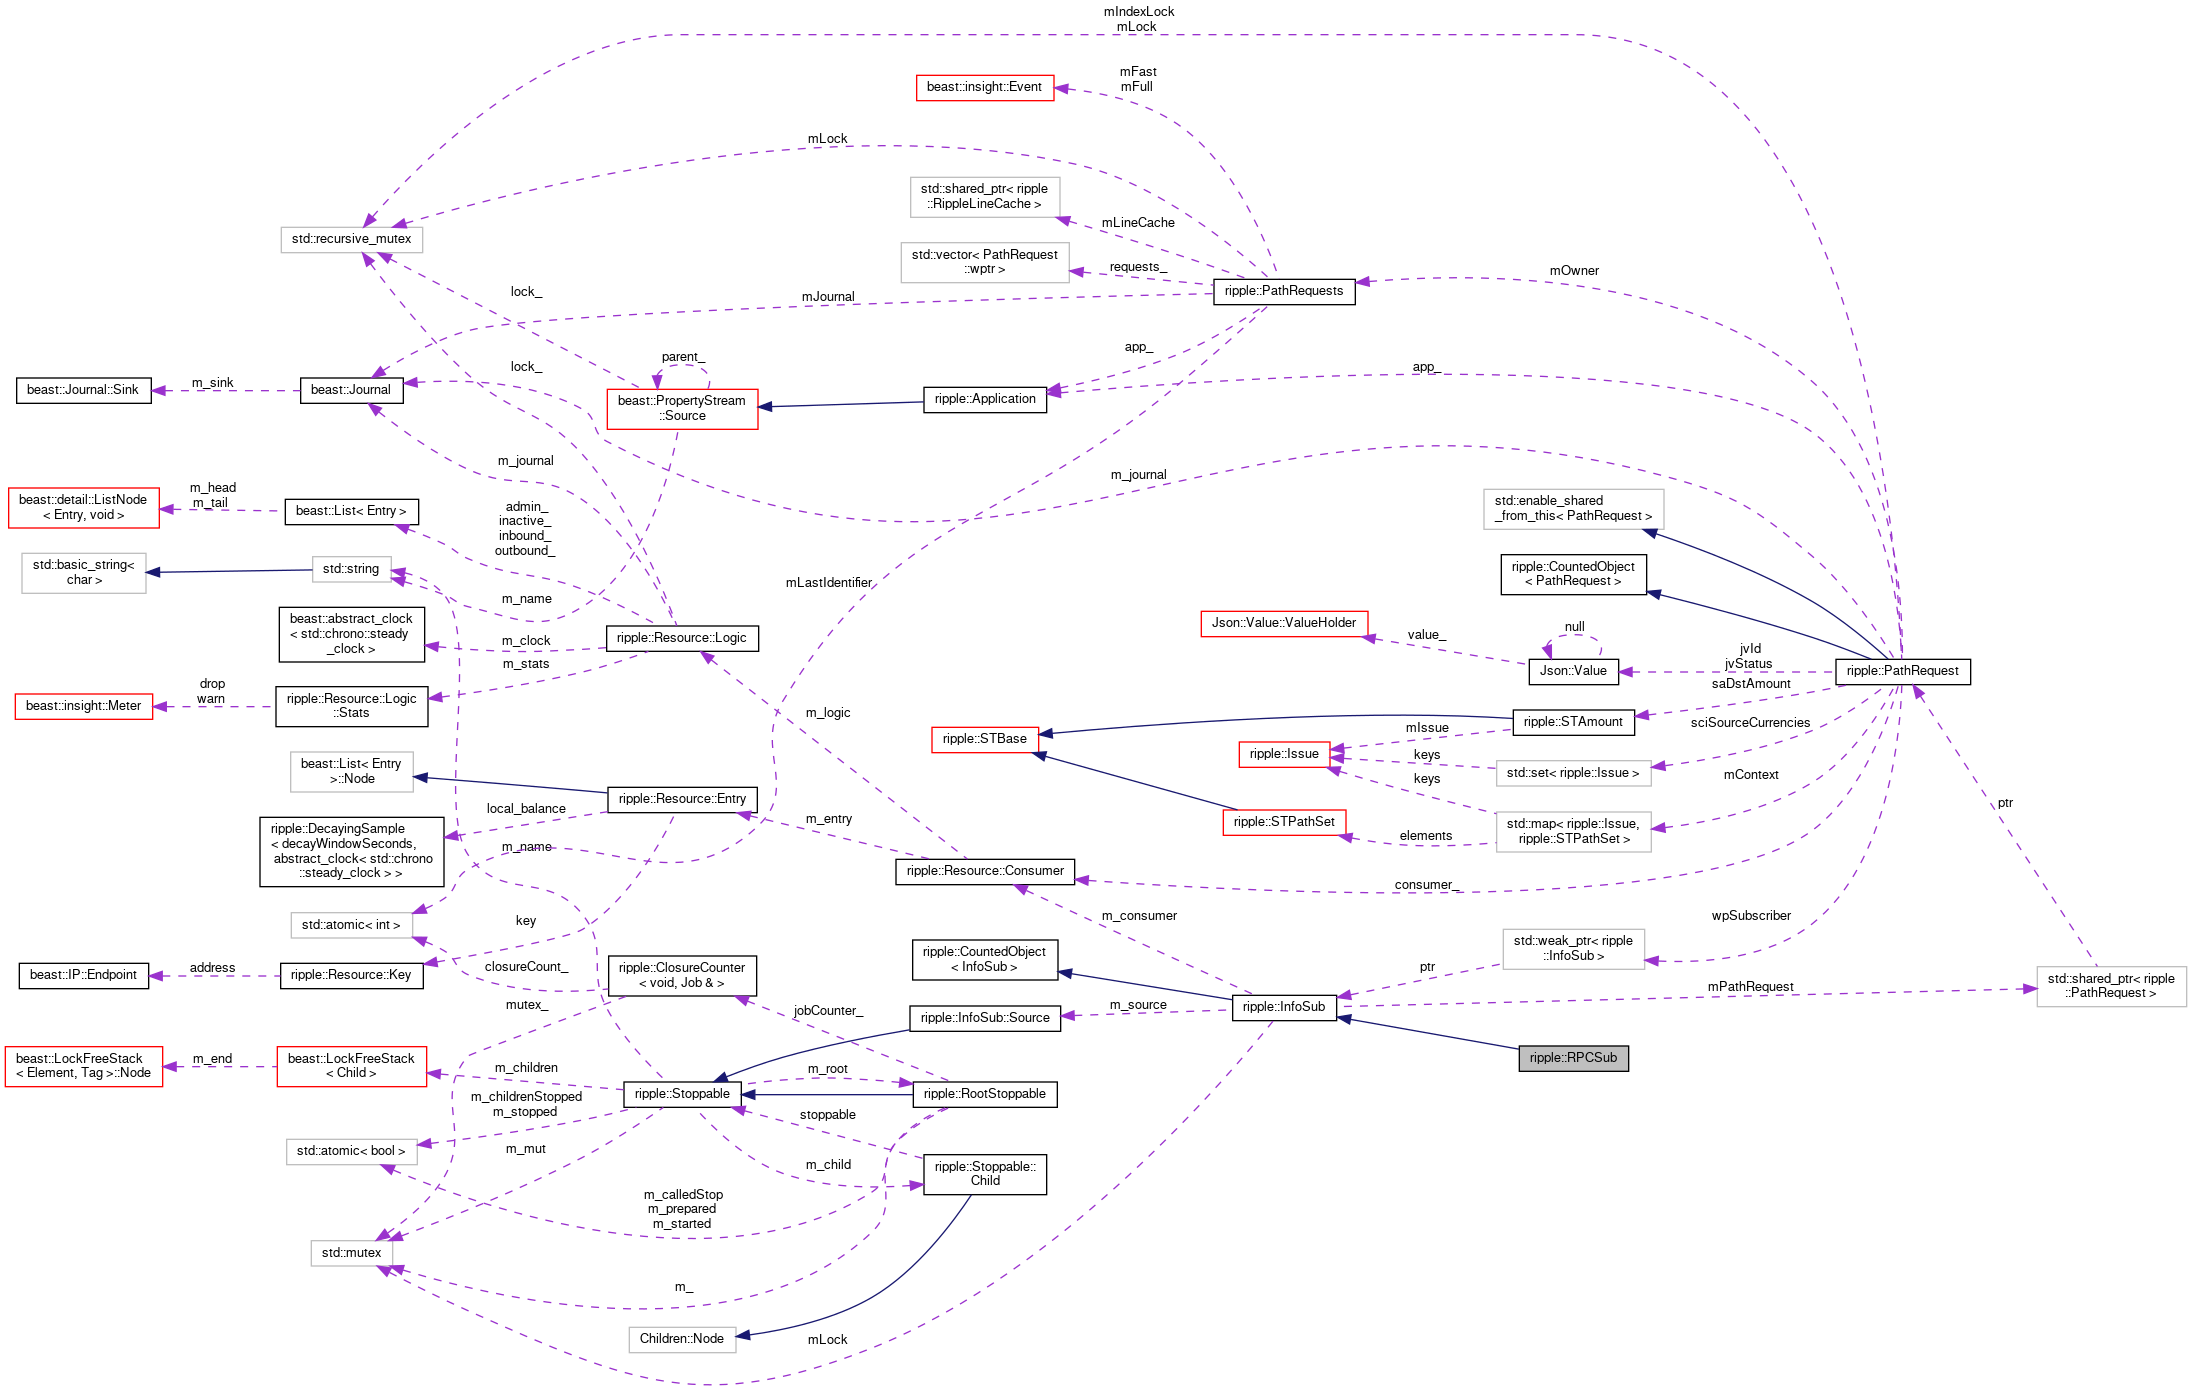 mIndexLock
mLock
beast::insight::Event
mFast
mFull
mLock
std::shared_ptr< ripple
::RippleLineCache >
mLineCache
std::recursive_mutex
std::vector< PathRequest
::wptr >
requests_
ripple::PathRequests
mOwner
lock_
mJournal
parent_
app_
app_
lock_
beast::Journal::Sink
m_sink
beast::Journal
beast::PropertyStream
::Source
ripple::Application
m_journal
m_journal
beast::detail::ListNode
< Entry, void >
m_head
m_tail
beast::List< Entry >
admin_
inactive_
inbound_
outbound_
std::enable_shared
_from_this< PathRequest >
std::basic_string<
char >
std::string
mLastIdentifier
ripple::CountedObject
< PathRequest >
m_name
beast::abstract_clock
< std::chrono::steady
_clock >
m_clock
ripple::Resource::Logic
Json::Value::ValueHolder
value_
null
Json::Value
jvId
jvStatus
ripple::PathRequest
m_stats
beast::insight::Meter
drop
warn
ripple::Resource::Logic
::Stats
m_logic
saDstAmount
ripple::STBase
ripple::STAmount
sciSourceCurrencies
mIssue
ripple::Issue
keys
std::set< ripple::Issue >
keys
mContext
beast::List< Entry
>::Node
ripple::Resource::Entry
local_balance
ripple::DecayingSample
< decayWindowSeconds,
abstract_clock< std::chrono
::steady_clock > >
m_name
m_entry
ripple::STPathSet
elements
std::map< ripple::Issue,
ripple::STPathSet >
ptr
ripple::Resource::Consumer
consumer_
std::atomic< int >
key
m_consumer
wpSubscriber
ripple::CountedObject
< InfoSub >
std::weak_ptr< ripple
::InfoSub >
ptr
beast::IP::Endpoint
address
ripple::Resource::Key
closureCount_
ripple::ClosureCounter
< void, Job & >
mPathRequest
std::shared_ptr< ripple
::PathRequest >
mutex_
jobCounter_
ripple::InfoSub::Source
m_source
ripple::InfoSub
ripple::RPCSub
beast::LockFreeStack
< Element, Tag >::Node
m_end
beast::LockFreeStack
< Child >
m_children
ripple::Stoppable
m_root
ripple::RootStoppable
m_childrenStopped
m_stopped
stoppable
std::atomic< bool >
m_mut
m_child
ripple::Stoppable::
Child
m_calledStop
m_prepared
m_started
std::mutex
m_
Children::Node
mLock